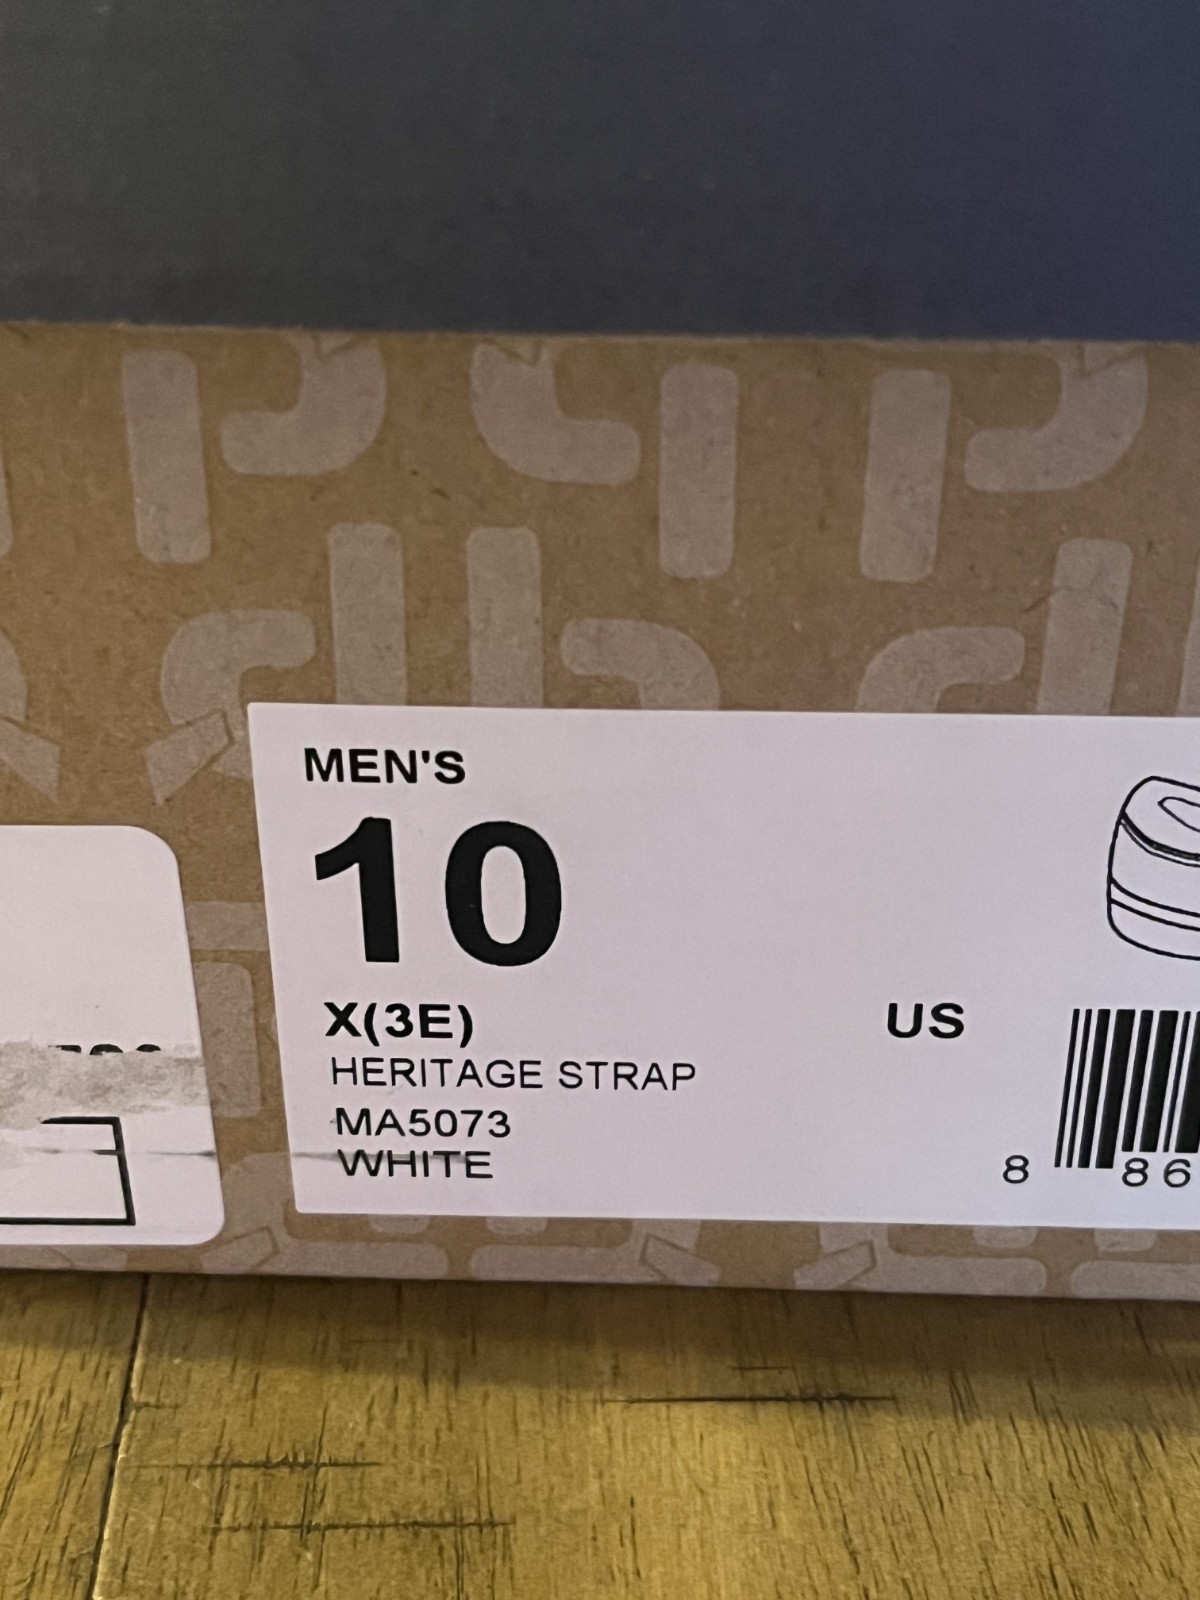 MEN'S
10
X(3E)
US
HERITAGE STRAP
MA5073
WHITE
8 86